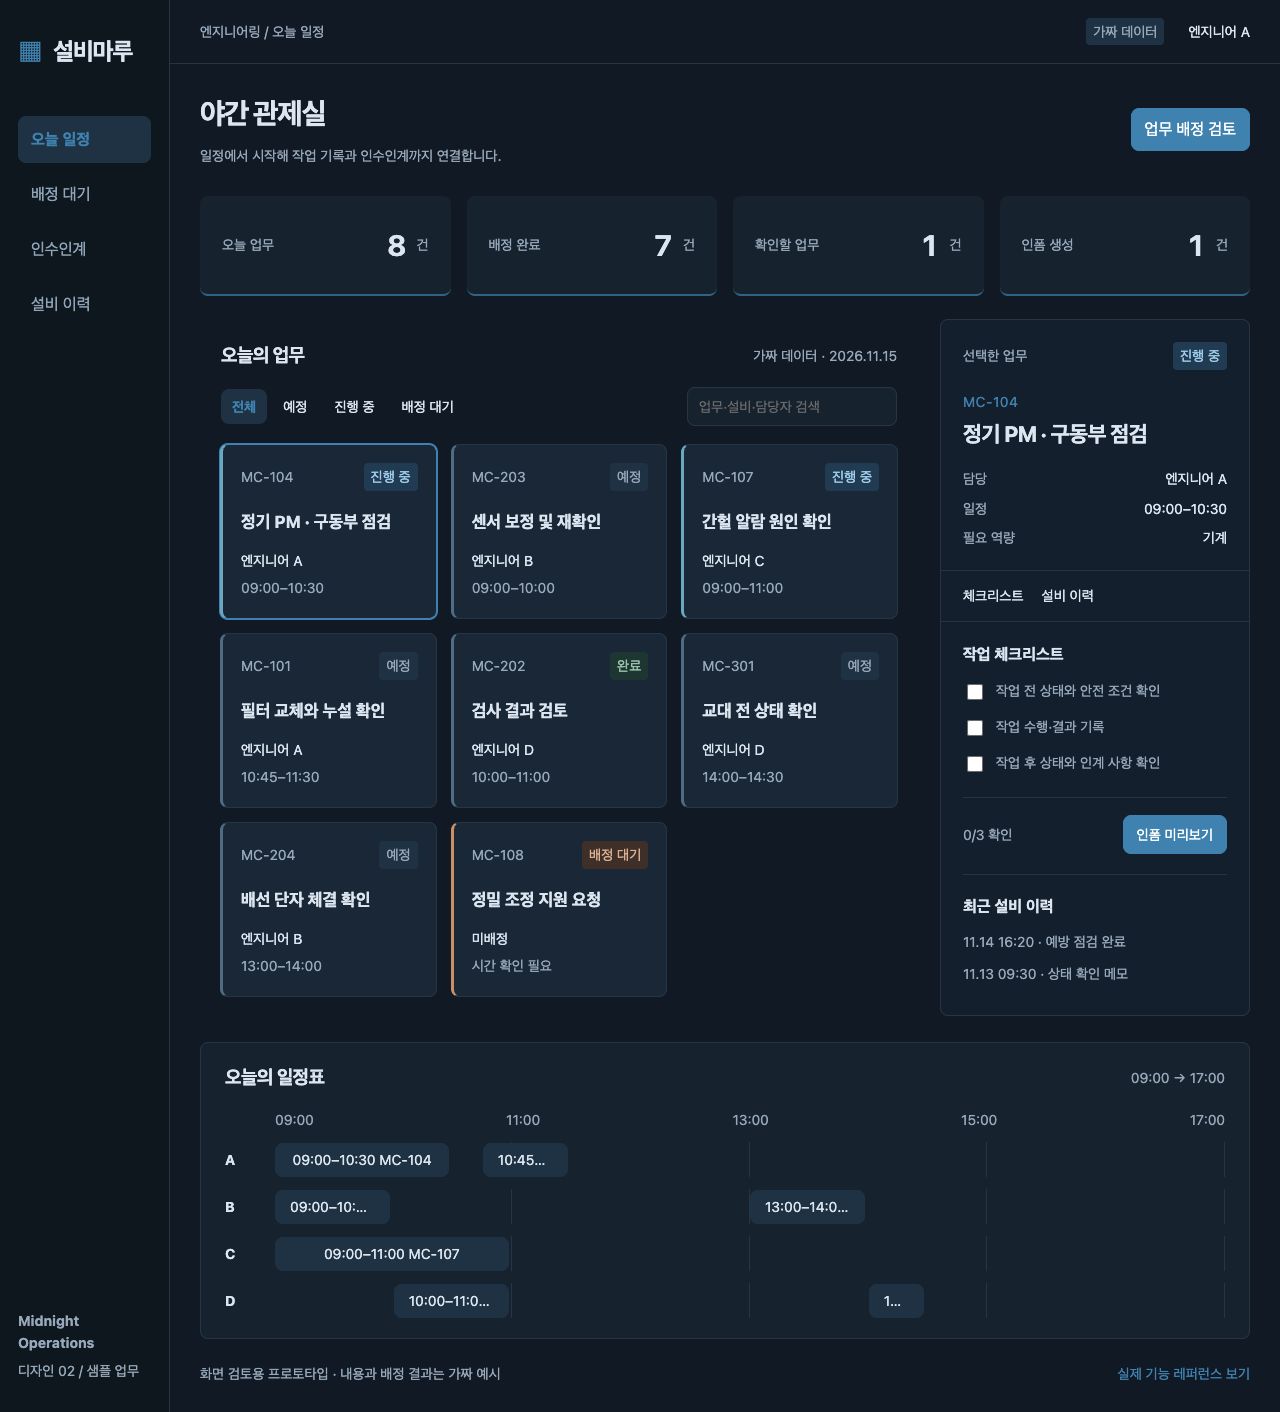 설비마루
오늘 일정
배정 대기
인수인계
설비 이력
Midnight
Operations
디자인 02 / 샘플 업무
엔지니어링 / 오늘 일정
가짜 데이터
엔지니어 A
야간 관제실
일정에서 시작해 작업 기록과 인수인계까지 연결합니다.
업무 배정 검토
오늘 업무 8 건
배정 완료 7 건
확인할 업무 1 건
인폼 생성 1 건
오늘의 업무
가짜 데이터 · 2026.11.15
전체 예정 진행 중 배정 대기
업무·설비·담당자 검색
MC-104 진행 중
정기 PM · 구동부 점검
엔지니어 A
09:00–10:30
MC-203 예정
센서 보정 및 재확인
엔지니어 B
09:00–10:00
MC-107 진행 중
간헐 알람 원인 확인
엔지니어 C
09:00–11:00
MC-101 예정
필터 교체와 누설 확인
엔지니어 A
10:45–11:30
MC-202 완료
검사 결과 검토
엔지니어 D
10:00–11:00
MC-301 예정
교대 전 상태 확인
엔지니어 D
14:00–14:30
MC-204 예정
배선 단자 체결 확인
엔지니어 B
13:00–14:00
MC-108 배정 대기
정밀 조정 지원 요청
미배정
시간 확인 필요
선택한 업무 진행 중
MC-104
정기 PM · 구동부 점검
담당 엔지니어 A
일정 09:00–10:30
필요 역량 기계
체크리스트 설비 이력
작업 체크리스트
작업 전 상태와 안전 조건 확인
작업 수행·결과 기록
작업 후 상태와 인계 사항 확인
0/3 확인 인폼 미리보기
최근 설비 이력
11.14 16:20 · 예방 점검 완료
11.13 09:30 · 상태 확인 메모
오늘의 일정표
09:00 → 17:00
09:00 11:00 13:00 15:00 17:00
A 09:00–10:30 MC-104 10:45...
B 09:00–10:... 13:00–14:0...
C 09:00–11:00 MC-107
D 10:00–11:0... 1...
화면 검토용 프로토타입 · 내용과 배정 결과는 가짜 예시
실제 기능 레퍼런스 보기